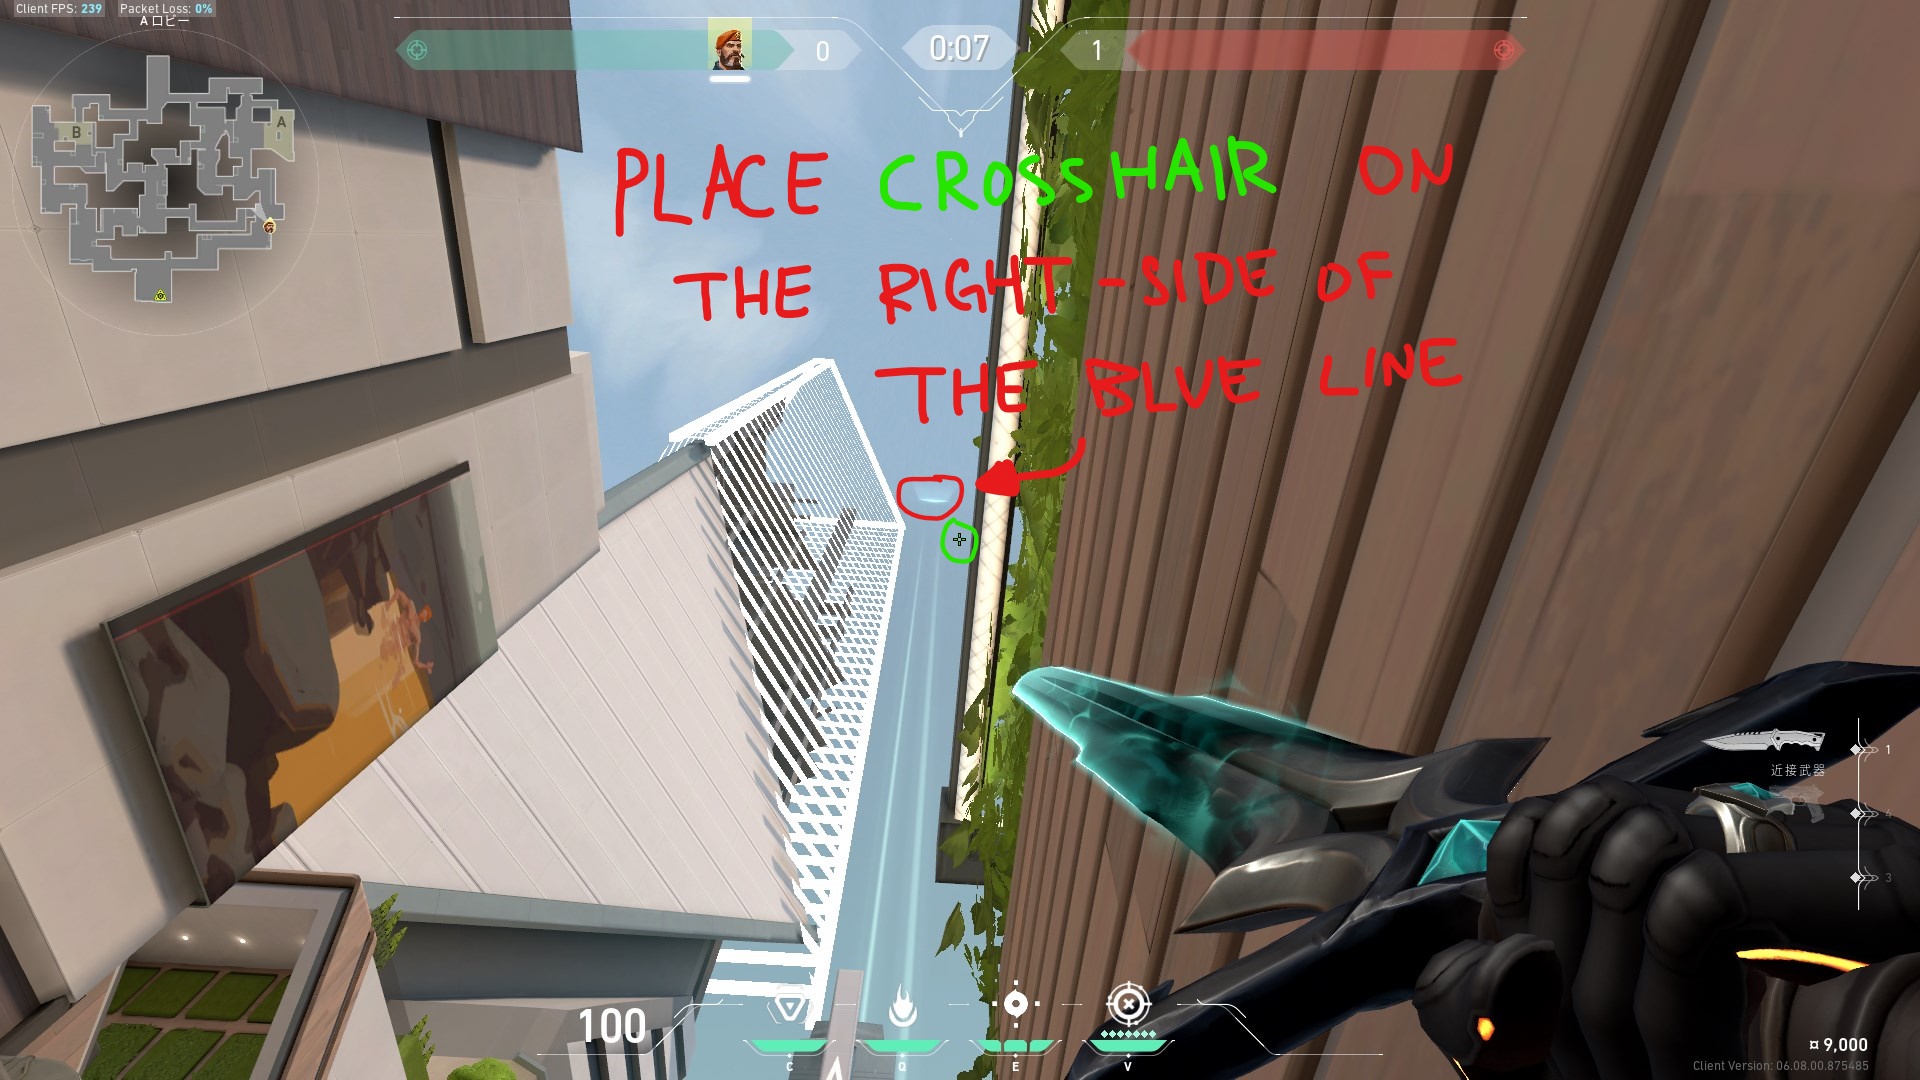 Client FPS: 239 Packet Loss: 0%
A ロビー
0 0:07 1
B
A
PLACE CROSSHAIR ON
THE RIGHT-SIDE OF
THE BLUE LINE
1
近接武器
4
3
100
C Q E V
¤ 9,000
Client Version: 06.08.00.875485